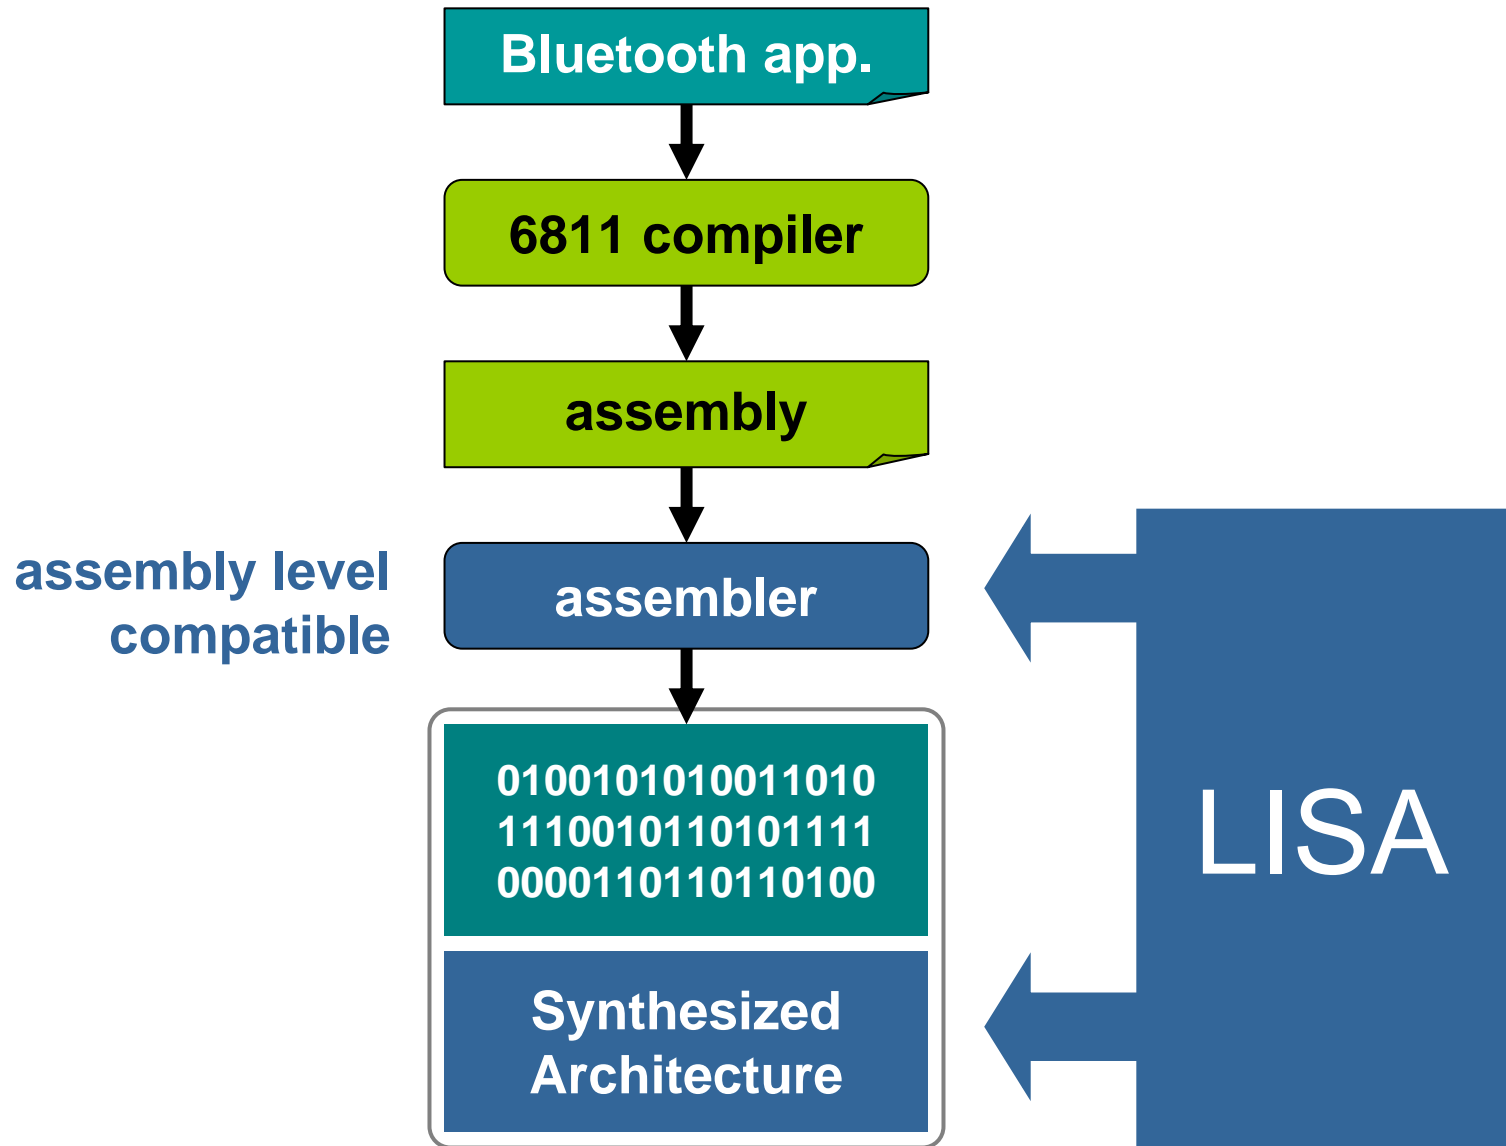 Bluetooth app.
6811 compiler
assembly
assembly level
compatible
assembler
0100101010011010
1110010110101111
0000110110110100
LISA
Synthesized
Architecture